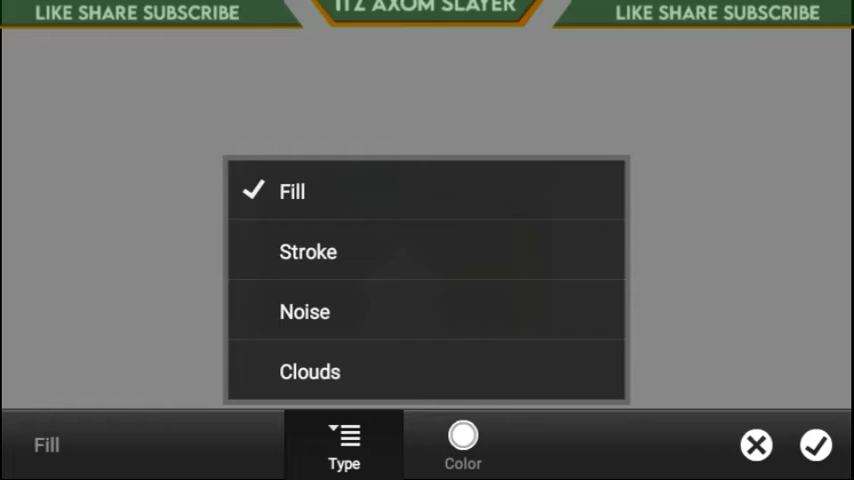 LIKE SHARE SUBSCRIBE
ITZ AXOM SLAYER
LIKE SHARE SUBSCRIBE
Fill
Stroke
Noise
Clouds
Fill
Type
Color